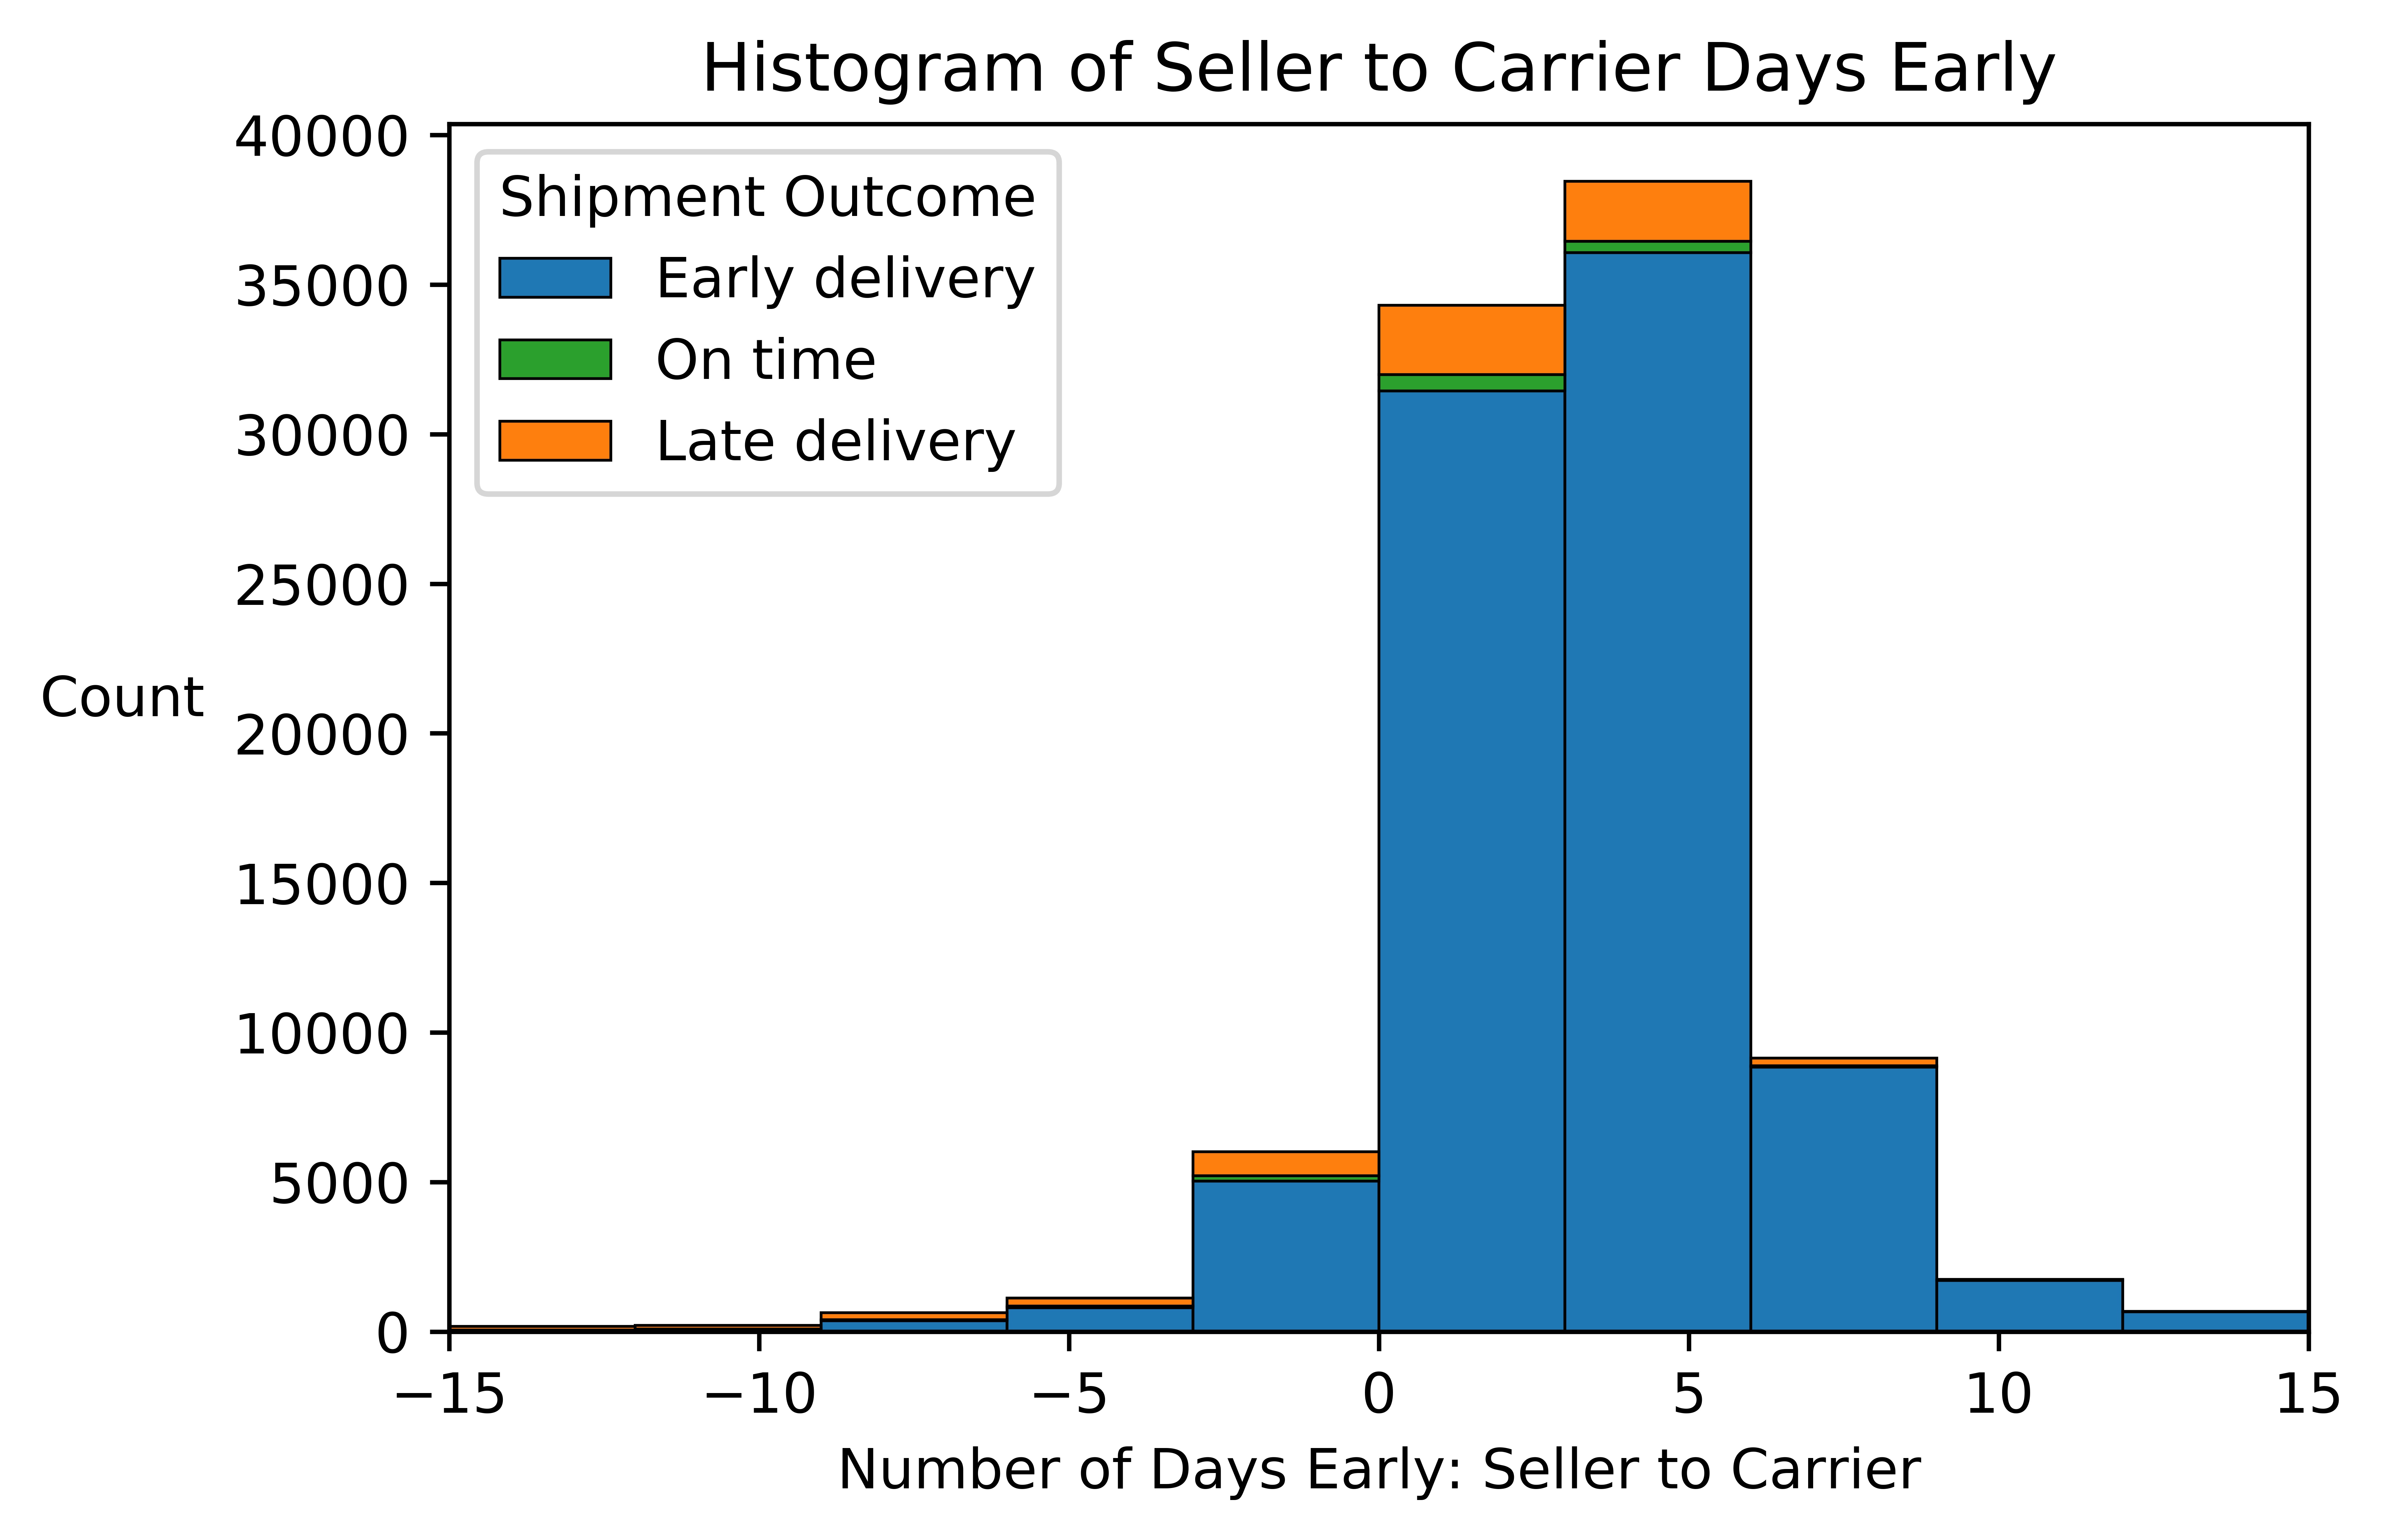 Histogram of Seller to Carrier Days Early
Shipment Outcome
Early delivery
On time
Late delivery
Count
40000
35000
30000
25000
20000
15000
10000
5000
0
−15 −10 −5 0 5 10 15
Number of Days Early: Seller to Carrier